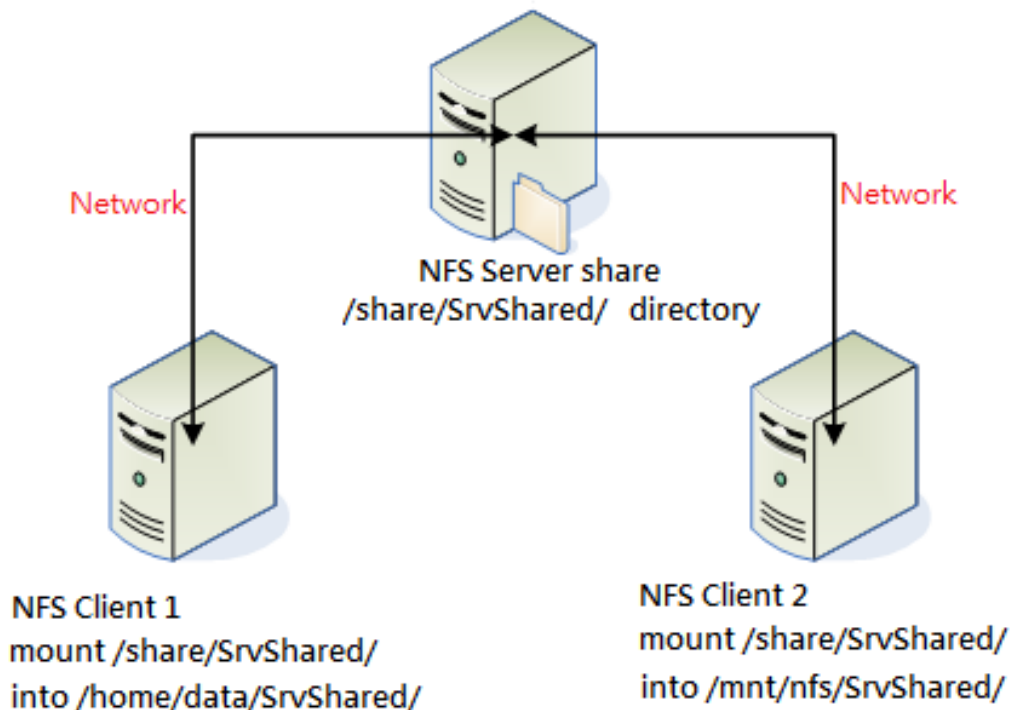 Network
Network
NFS Server share
/share/SrvShared/ directory
NFS Client 1
mount /share/SrvShared/
into /home/data/SrvShared/
NFS Client 2
mount /share/SrvShared/
into /mnt/nfs/SrvShared/